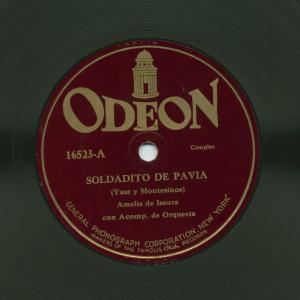 ODEON
16523-A
Couplet
SOLDADITO DE PAVIA
(Yust y Montesinos)
Amalia de Isaura
con Acomp. de Orquesta
GENERAL PHONOGRAPH CORPORATION, NEW YORK
MAKERS OF THE FAMOUS Okeh RECORDS